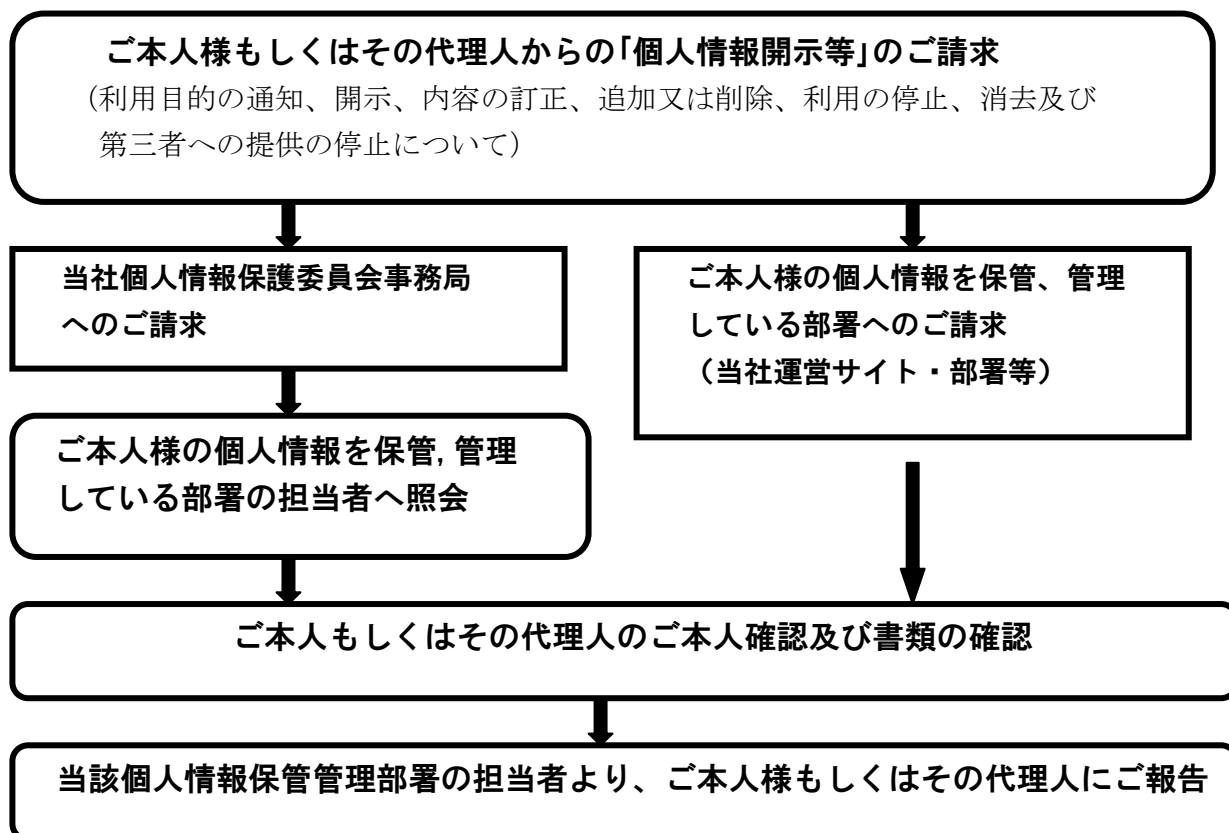 ご本人様もしくはその代理人からの「個人情報開示等」のご請求
（利用目的の通知、開示、内容の訂正、追加又は削除、利用の停止、消去及び
第三者への提供の停止について）
当社個人情報保護委員会事務局
へのご請求
ご本人様の個人情報を保管、管理
している部署へのご請求
（当社運営サイト・部署等）
ご本人様の個人情報を保管,管理
している部署の担当者へ照会
ご本人もしくはその代理人のご本人確認及び書類の確認
当該個人情報保管管理部署の担当者より、ご本人様もしくはその代理人にご報告